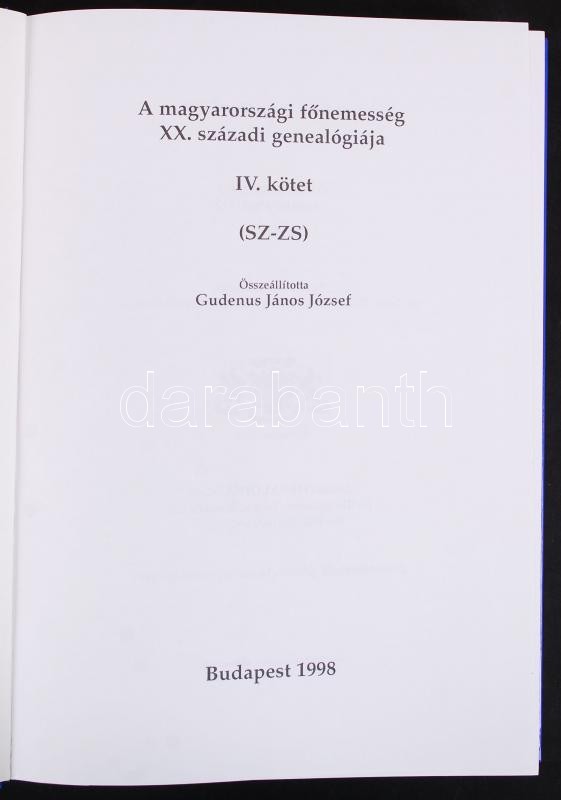 A magyarországi főnemesség
XX. századi genealógiája
IV. kötet
(SZ-ZS)
Összeállította
Gudenus János József
darabanth
Budapest 1998